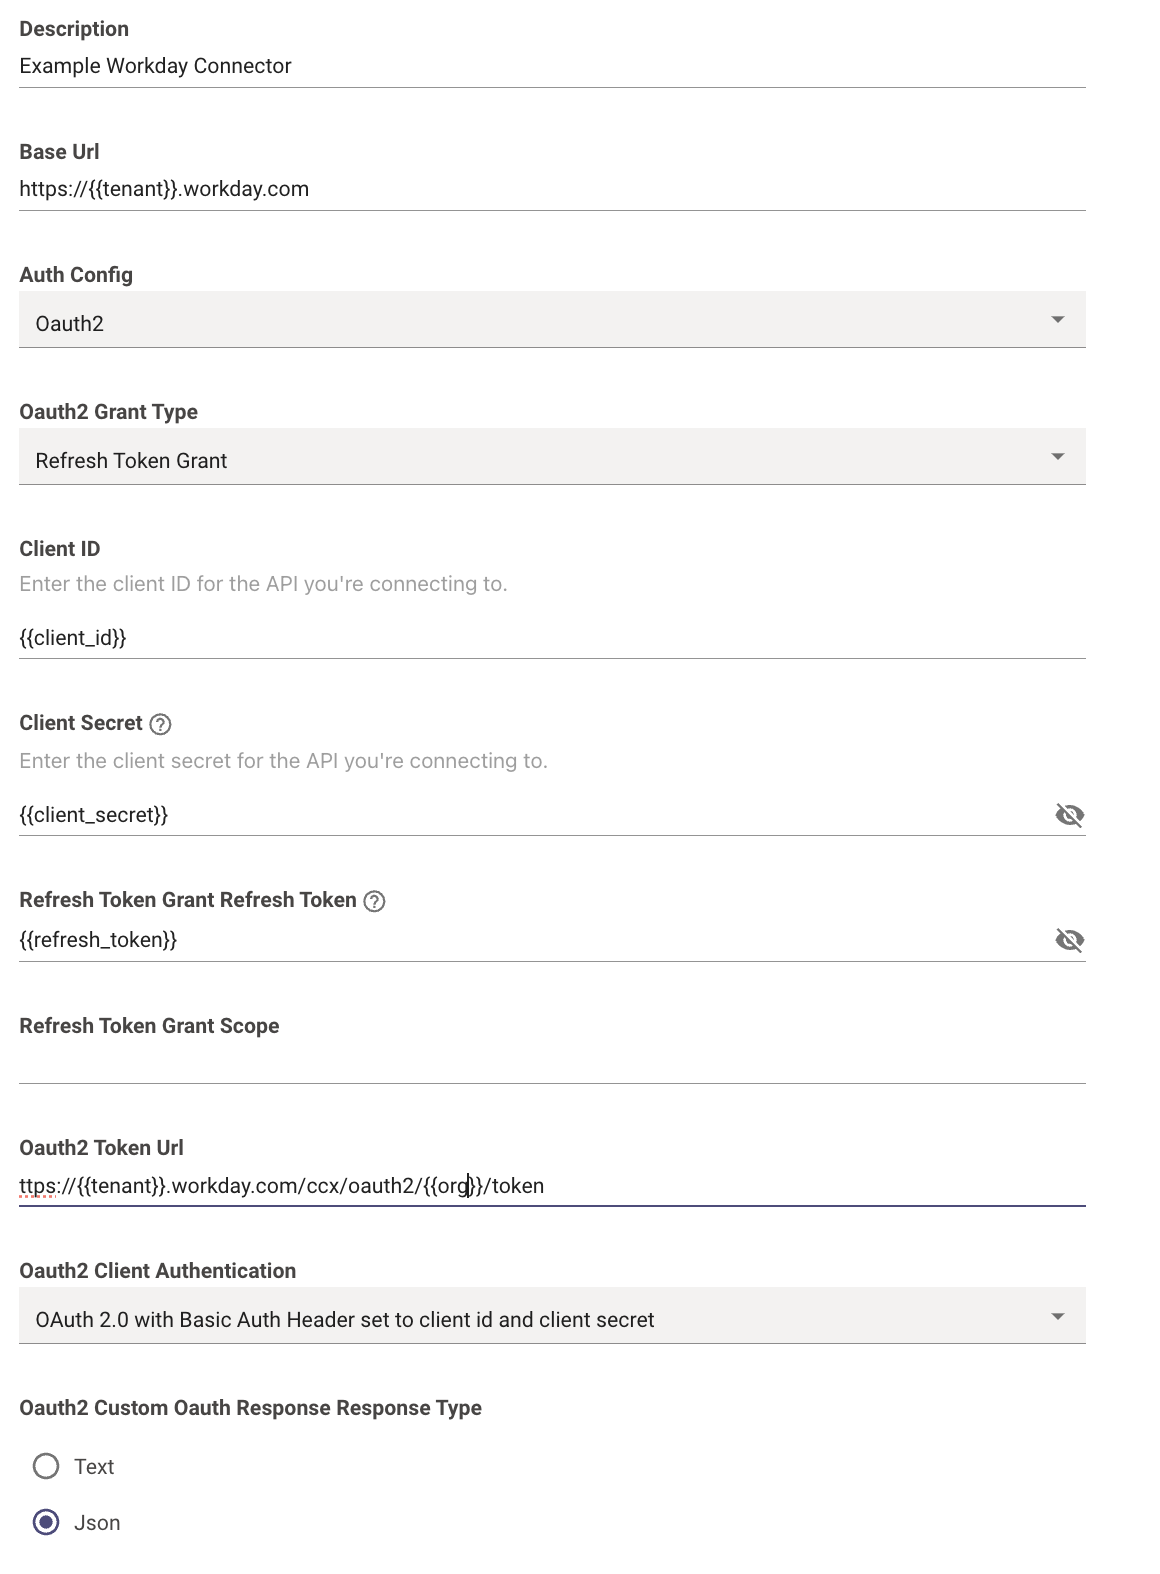 Description
Example Workday Connector
Base Url
https://{{tenant}}.workday.com
Auth Config
Oauth2
Oauth2 Grant Type
Refresh Token Grant
Client ID
Enter the client ID for the API you're connecting to.
{{client_id}}
Client Secret ?
Enter the client secret for the API you're connecting to.
{{client_secret}}
Refresh Token Grant Refresh Token ?
{{refresh_token}}
Refresh Token Grant Scope
Oauth2 Token Url
ttps://{{tenant}}.workday.com/ccx/oauth2/{{org}}/token
Oauth2 Client Authentication
OAuth 2.0 with Basic Auth Header set to client id and client secret
Oauth2 Custom Oauth Response Response Type
Text
Json